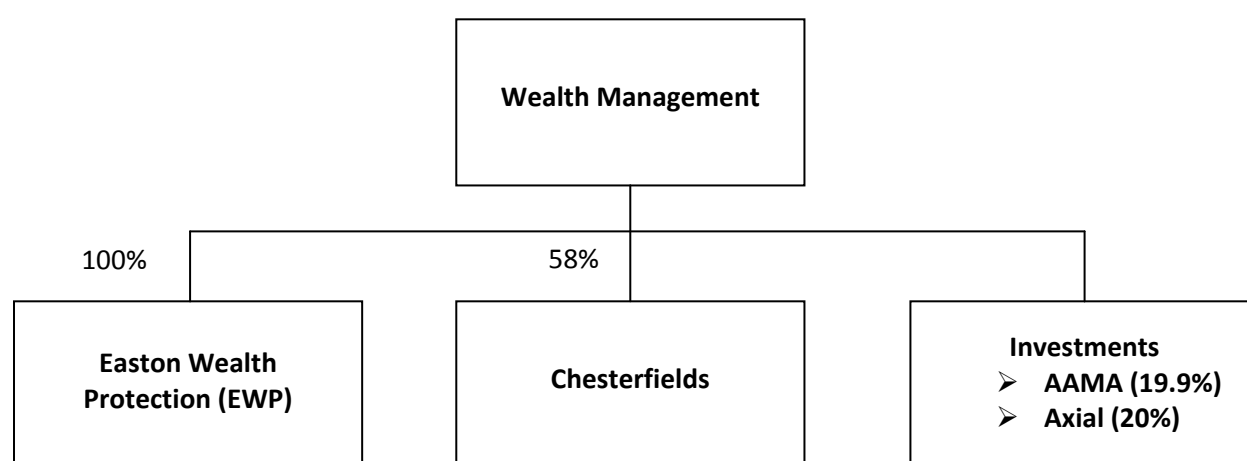 Wealth Management
100%
58%
Easton Wealth
Protection (EWP)
Chesterfields
Investments
➢ AAMA (19.9%)
➢ Axial (20%)